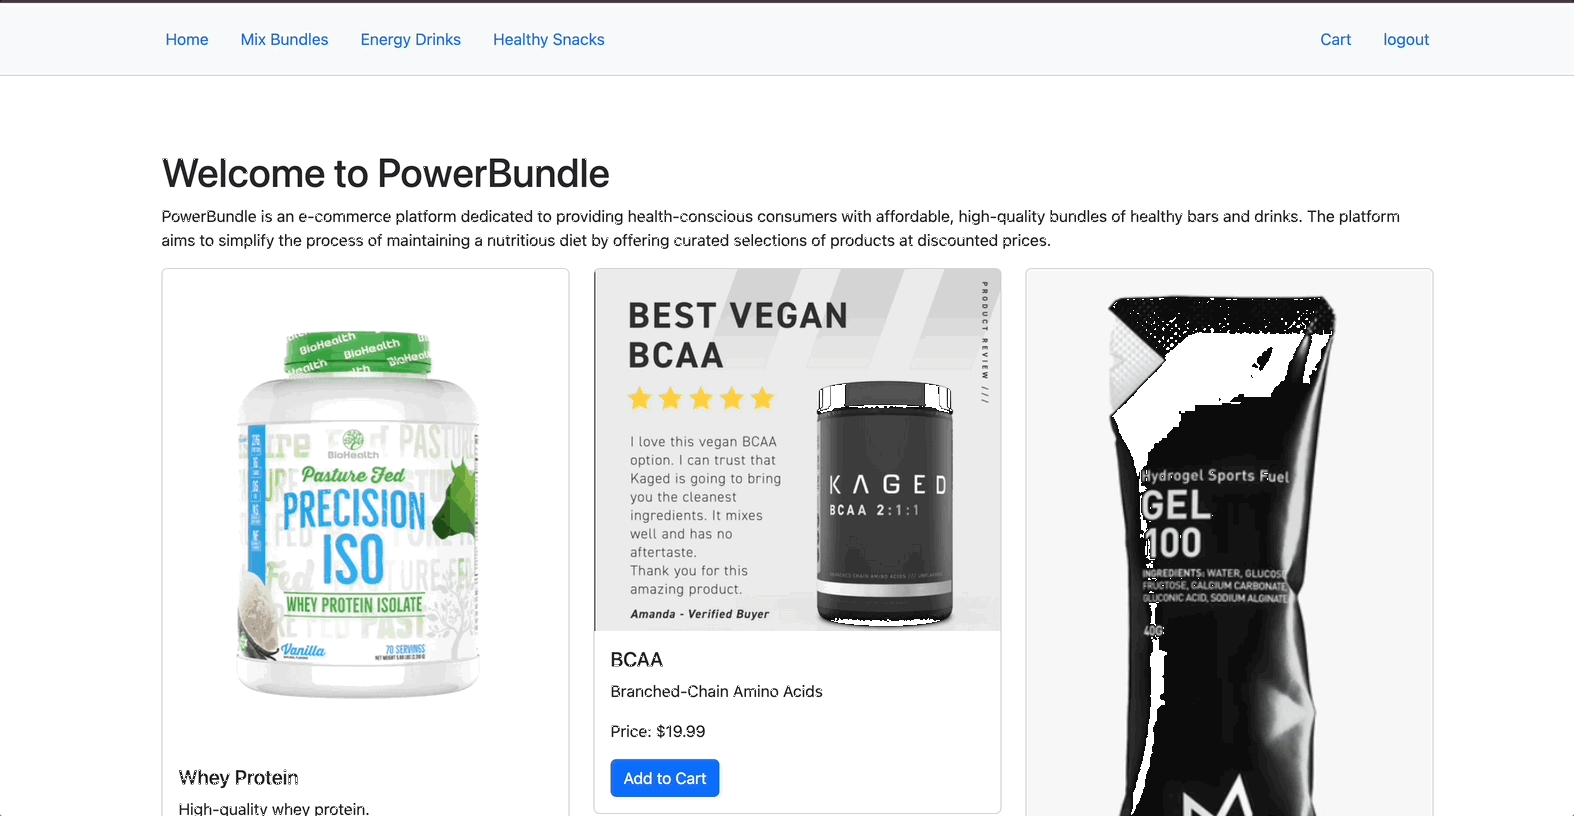 Home Mix Bundles Energy Drinks Healthy Snacks Cart logout
Welcome to PowerBundle
PowerBundle is an e-commerce platform dedicated to providing health-conscious consumers with affordable, high-quality bundles of healthy bars and drinks. The platform
aims to simplify the process of maintaining a nutritious diet by offering curated selections of products at discounted prices.
BioHealth
BioHealth
BioHealth
BioHealth
Pasture Fed
PRECISION
ISO
WHEY PROTEIN ISOLATE
Vanilla
70 SERVINGS
Whey Protein
High-quality whey protein.
BEST VEGAN
BCAA
PRODUCT REVIEW ///
I love this vegan BCAA
option. I can trust that
Kaged is going to bring
you the cleanest
ingredients. It mixes
well and has no
aftertaste.
Thank you for this
amazing product.
Amanda - Verified Buyer
KAGED
BCAA 2:1:1
BCAA
Branched-Chain Amino Acids
Price: $19.99
Add to Cart
Hydrogel Sports Fuel
GEL
100
INGREDIENTS: WATER, GLUCOSE
FRUCTOSE, CALCIUM CARBONATE,
GLUCONIC ACID, SODIUM ALGINATE
40G